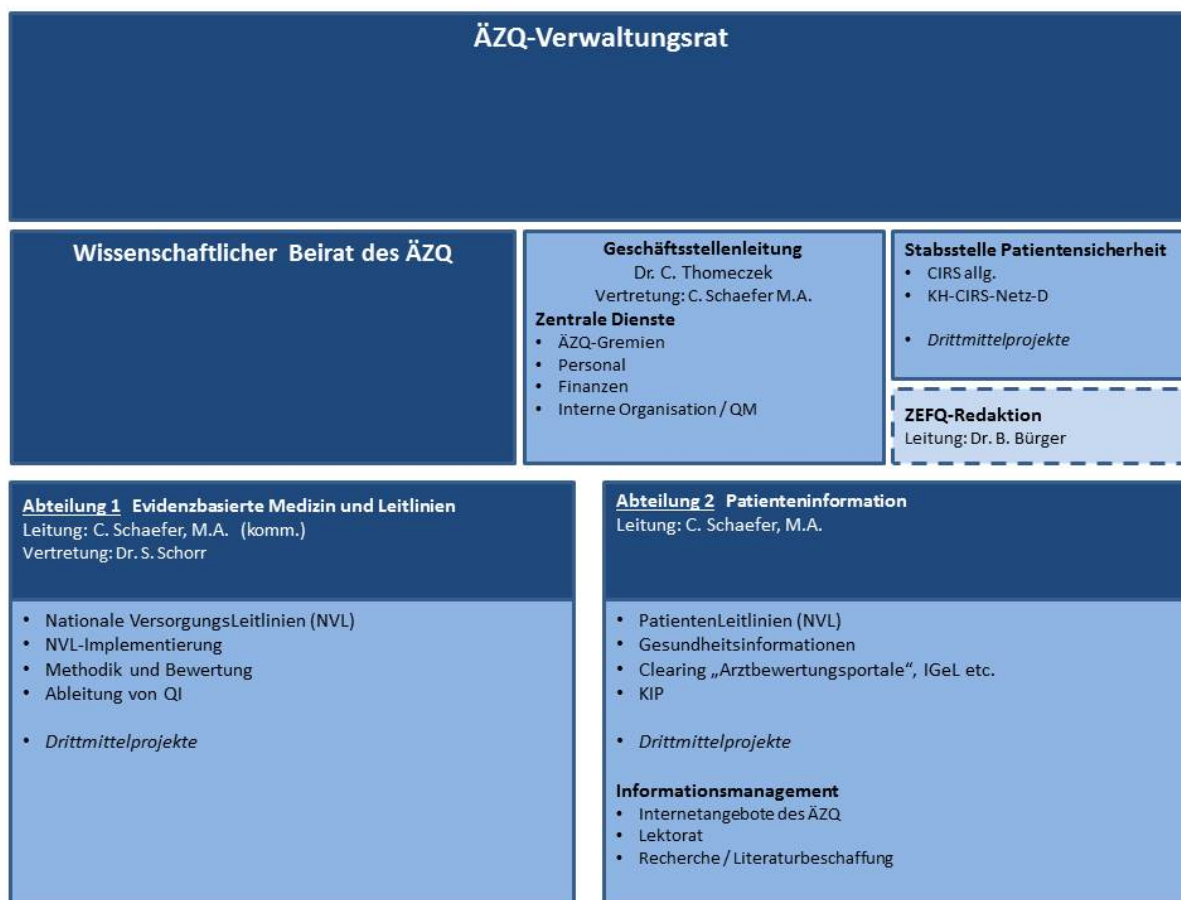 ÄZQ-Verwaltungsrat
Wissenschaftlicher Beirat des ÄZQ
Geschäftsstellenleitung
Dr. C. Thomeczek
Vertretung: C. Schaefer M.A.
Zentrale Dienste
• ÄZQ-Gremien
• Personal
• Finanzen
• Interne Organisation / QM
Stabsstelle Patientensicherheit
• CIRS allg.
• KH-CIRS-Netz-D
• Drittmittelprojekte
ZEFQ-Redaktion
Leitung: Dr. B. Bürger
Abteilung 1 Evidenzbasierte Medizin und Leitlinien
Leitung: C. Schaefer, M.A. (komm.)
Vertretung: Dr. S. Schorr
• Nationale VersorgungsLeitlinien (NVL)
• NVL-Implementierung
• Methodik und Bewertung
• Ableitung von QI
• Drittmittelprojekte
Abteilung 2 Patienteninformation
Leitung: C. Schaefer, M.A.
• PatientenLeitlinien (NVL)
• Gesundheitsinformationen
• Clearing „Arztbewertungsportale“, IGeL etc.
• KIP
• Drittmittelprojekte
Informationsmanagement
• Internetangebote des ÄZQ
• Lektorat
• Recherche / Literaturbeschaffung